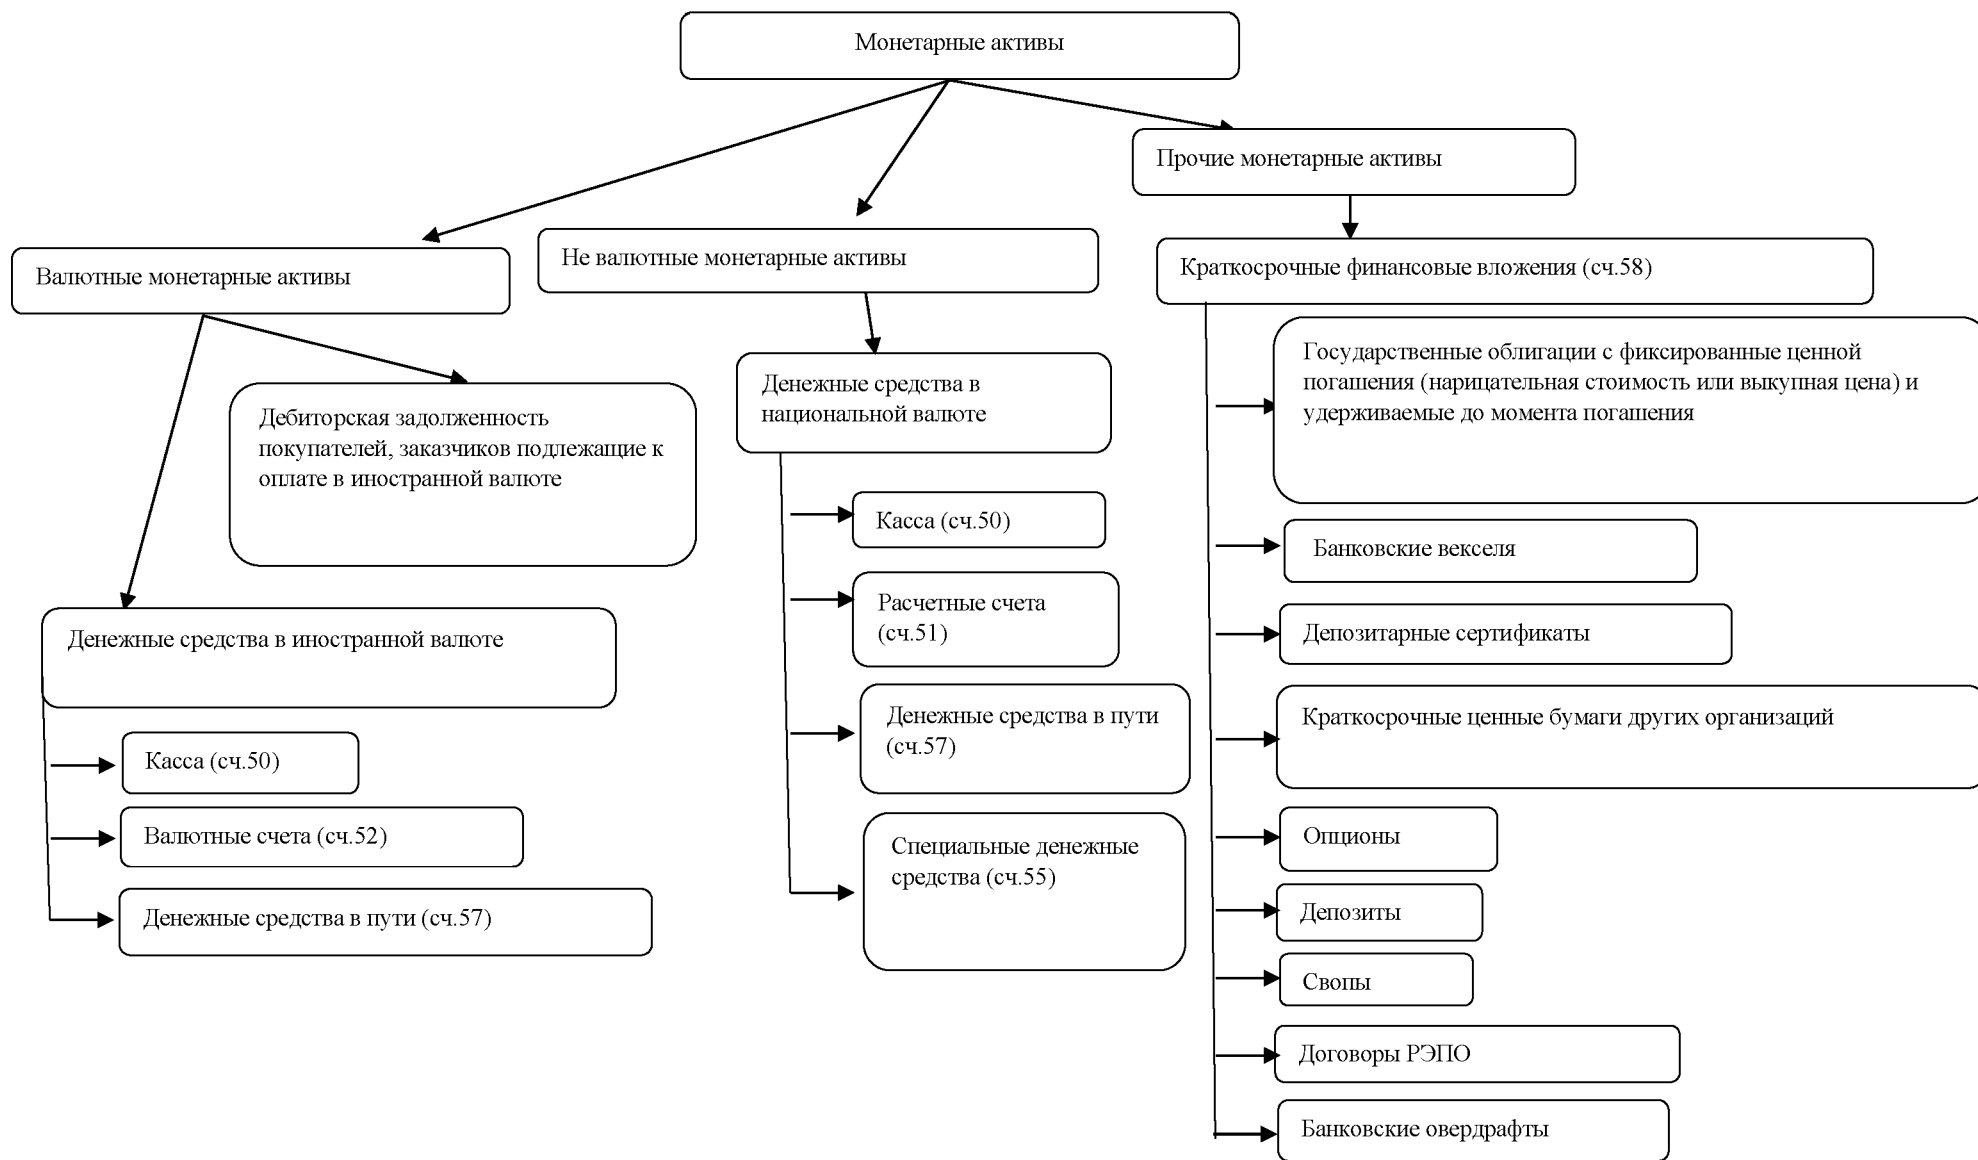 Монетарные активы
Прочие монетарные активы
Валютные монетарные активы
Не валютные монетарные активы
Краткосрочные финансовые вложения (сч.58)
Дебиторская задолженность
покупателей, заказчиков подлежащие к
оплате в иностранной валюте
Денежные средства в иностранной валюте
Касса (сч.50)
Валютные счета (сч.52)
Денежные средства в пути (сч.57)
Денежные средства в
национальной валюте
Касса (сч.50)
Расчетные счета
(сч.51)
Денежные средства в пути
(сч.57)
Специальные денежные
средства (сч.55)
Государственные облигации с фиксированные ценной
погашения (нарицательная стоимость или выкупная цена) и
удерживаемые до момента погашения
Банковские векселя
Депозитарные сертификаты
Краткосрочные ценные бумаги других организаций
Опционы
Депозиты
Свопы
Договоры РЭПО
Банковские овердрафты